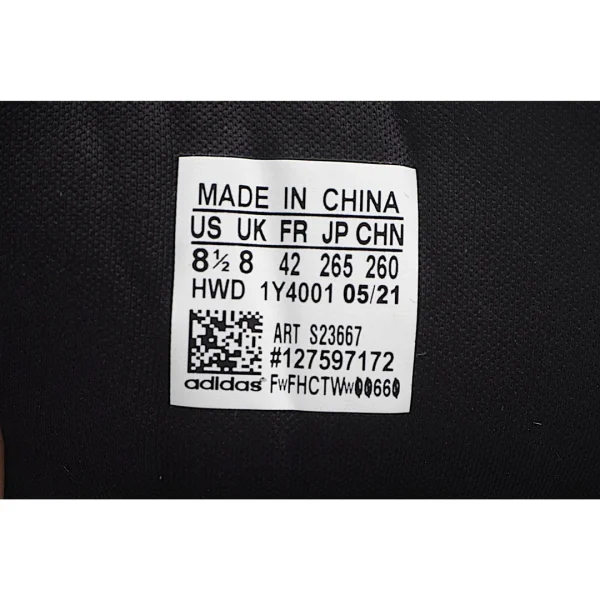 MADE IN CHINA
US UK FR JP CHN
8½ 8 42 265 260
HWD 1Y4001 05/21
ART S23667
#127597172
adidas FWFHCTWW00660